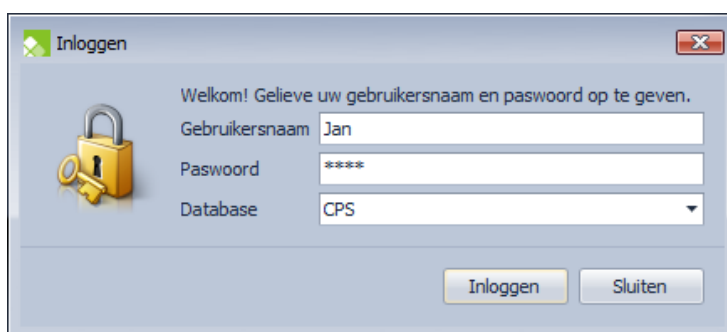 Inloggen
Welkom! Gelieve uw gebruikersnaam en paswoord op te geven.
Gebruikersnaam Jan
Paswoord ****
Database CPS
Inloggen Sluiten